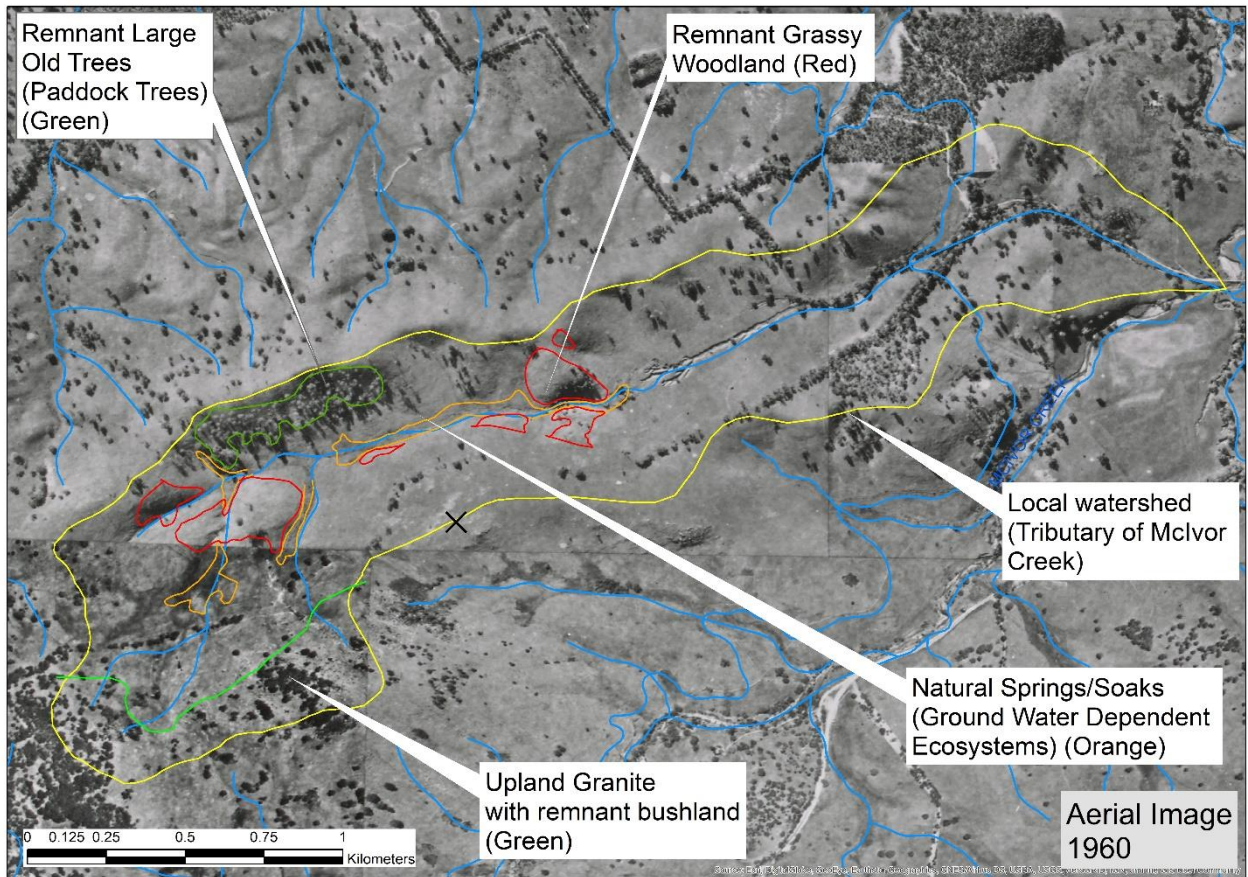 Remnant Large
Old Trees
(Paddock Trees)
(Green)
Remnant Grassy
Woodland (Red)
Local watershed
(Tributary of McIvor
Creek)
Natural Springs/Soaks
(Ground Water Dependent
Ecosystems) (Orange)
Upland Granite
with remnant bushland
(Green)
Aerial Image
1960
0 0.125 0.25 0.5 0.75 1
Kilometers